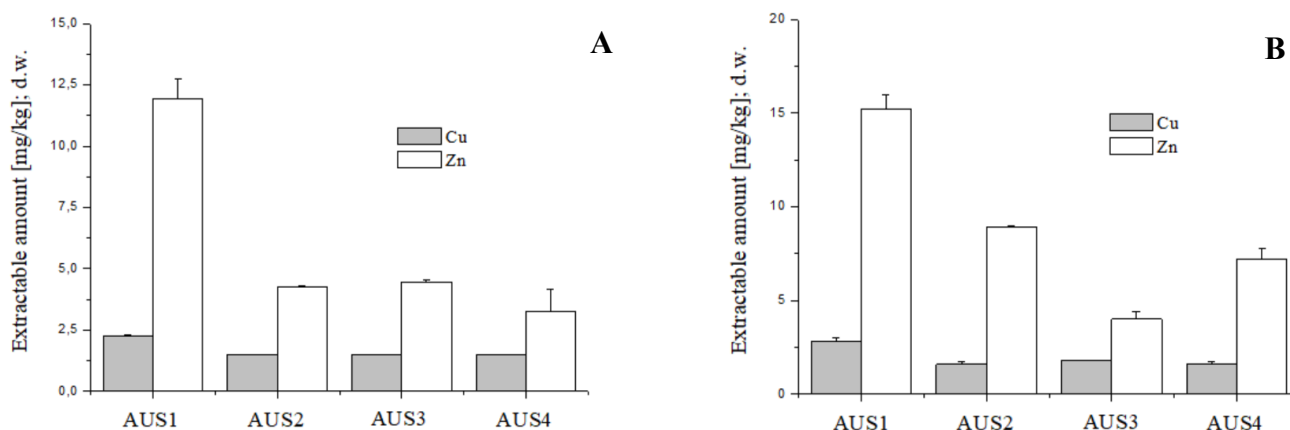 A
Extractable amount [mg/kg]; d.w.
15,0
12,5
10,0
7,5
5,0
2,5
0,0
Cu
Zn
AUS1 AUS2 AUS3 AUS4
B
Extractable amount [mg/kg]; d.w.
20
15
10
5
0
Cu
Zn
AUS1 AUS2 AUS3 AUS4